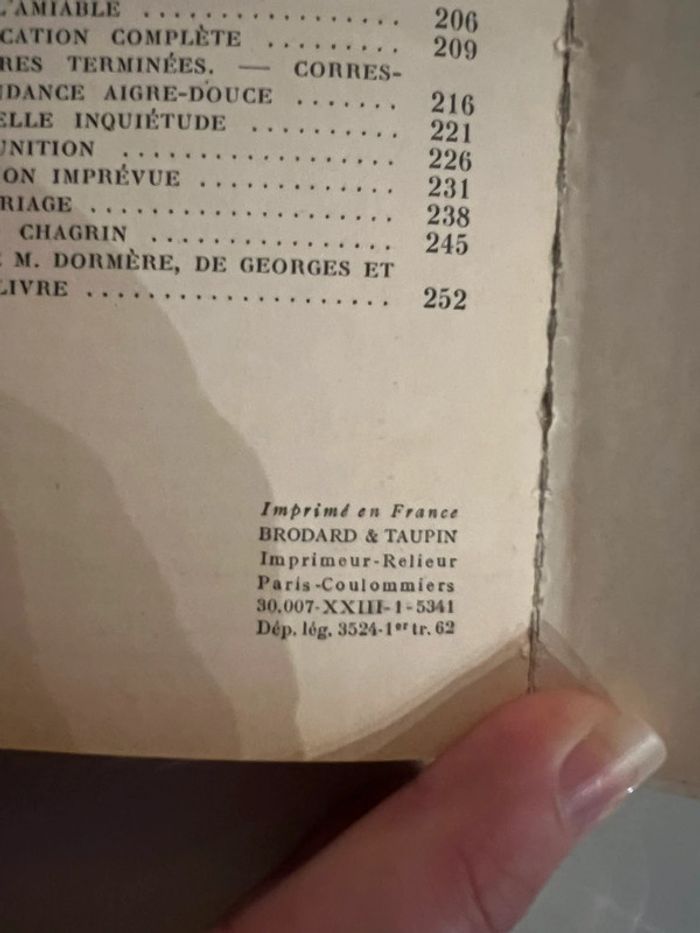 L'AMIABLE .................. 206
CATION COMPLÈTE ......... 209
RES TERMINÉES. — CORRES-
NDANCE AIGRE-DOUCE ....... 216
ELLE INQUIÉTUDE .......... 221
UNITION .................. 226
ON IMPRÉVUE ............. 231
RIAGE .................... 238
CHAGRIN ................ 245
E M. DORMÈRE, DE GEORGES ET
LIVRE .................... 252
Imprimé en France
BRODARD & TAUPIN
Imprimeur-Relieur
Paris-Coulommiers
30.007-XXIII-1-5341
Dép. lég. 3524-1er tr. 62